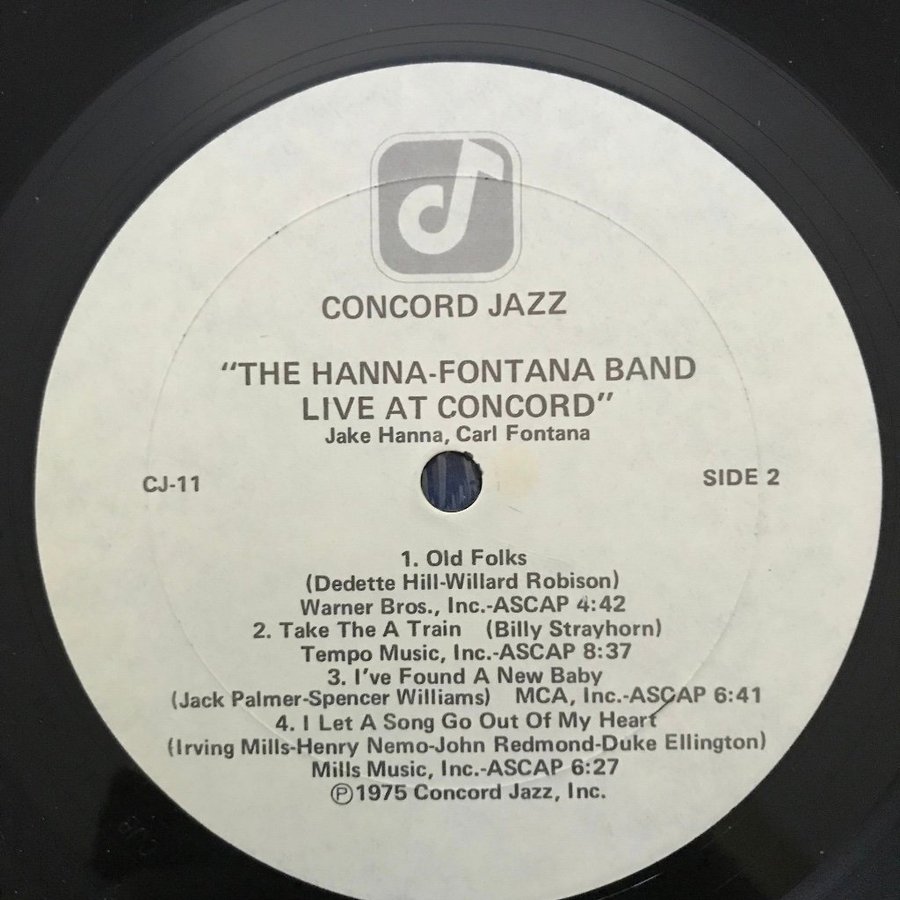 CONCORD JAZZ
"THE HANNA-FONTANA BAND
LIVE AT CONCORD"
Jake Hanna, Carl Fontana
CJ-11
SIDE 2
1. Old Folks
(Dedette Hill-Willard Robison)
Warner Bros., Inc.-ASCAP 4:42
2. Take The A Train (Billy Strayhorn)
Tempo Music, Inc.-ASCAP 8:37
3. I've Found A New Baby
(Jack Palmer-Spencer Williams) MCA, Inc.-ASCAP 6:41
4. I Let A Song Go Out Of My Heart
(Irving Mills-Henry Nemo-John Redmond-Duke Ellington)
Mills Music, Inc.-ASCAP 6:27
℗1975 Concord Jazz, Inc.